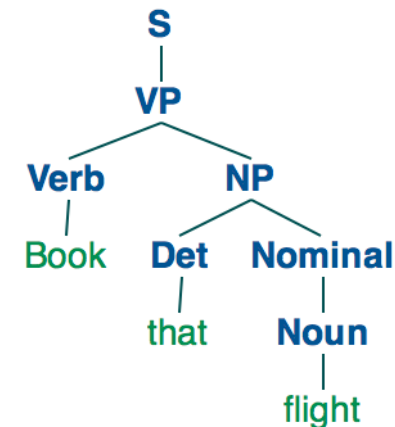 S
VP
Verb NP
Book Det Nominal
that Noun
flight